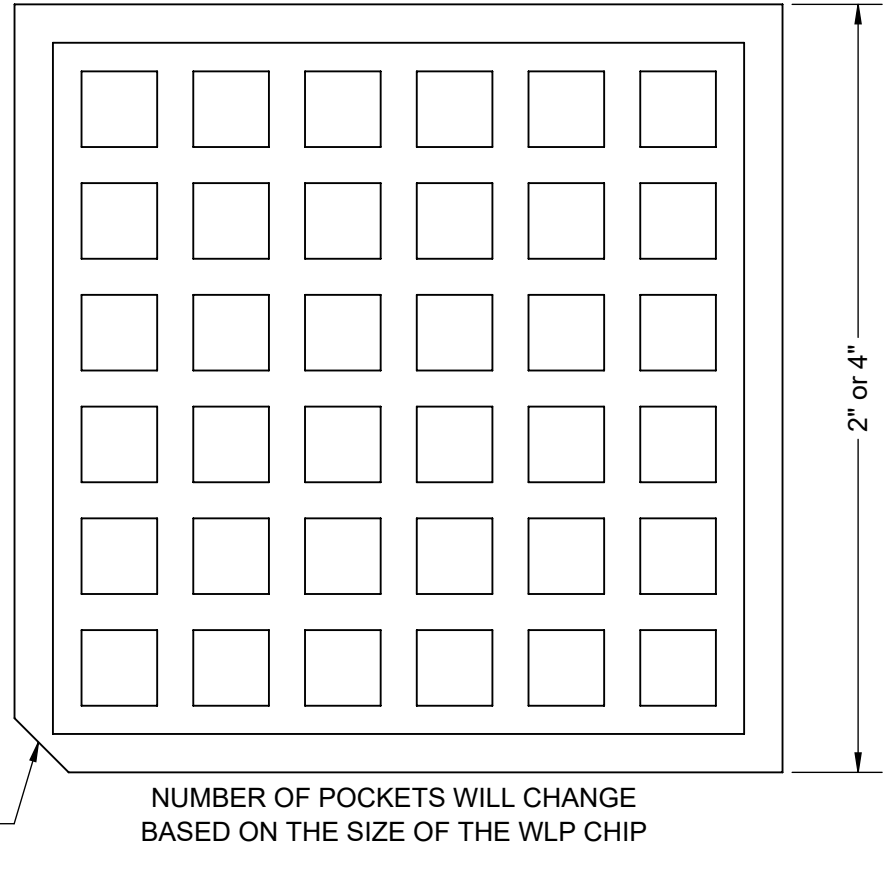 2" or 4"
NUMBER OF POCKETS WILL CHANGE
BASED ON THE SIZE OF THE WLP CHIP